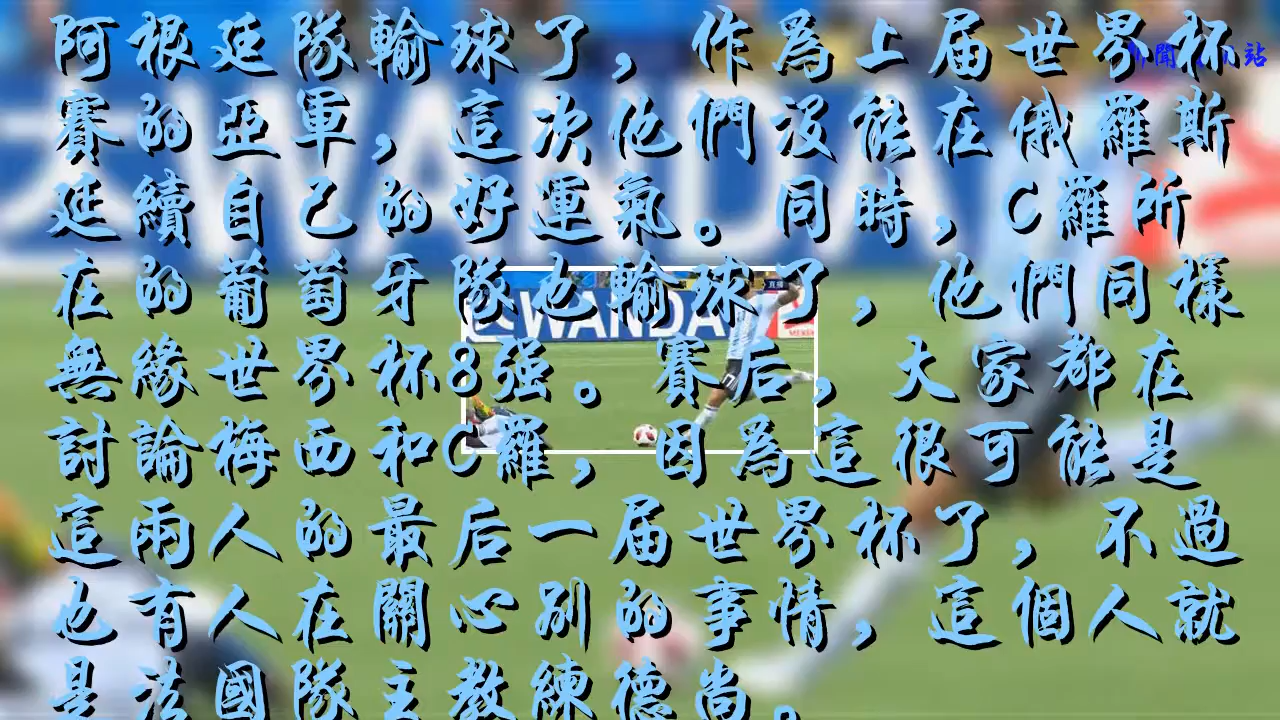 阿根廷隊輸球了，作爲上届世界杯
賽的亞軍，這次他們没能在俄羅斯
延續自己的好運氣。同時，C羅所
在的葡萄牙隊也輸球了，他們同樣
無緣世界杯8强。賽后，大家都在
討論梅西和C羅，因爲這很可能是
這兩人的最后一届世界杯了，不過
也有人在關心别的事情，這個人就
是法國隊主教練德尚。
WANDA
WANDA